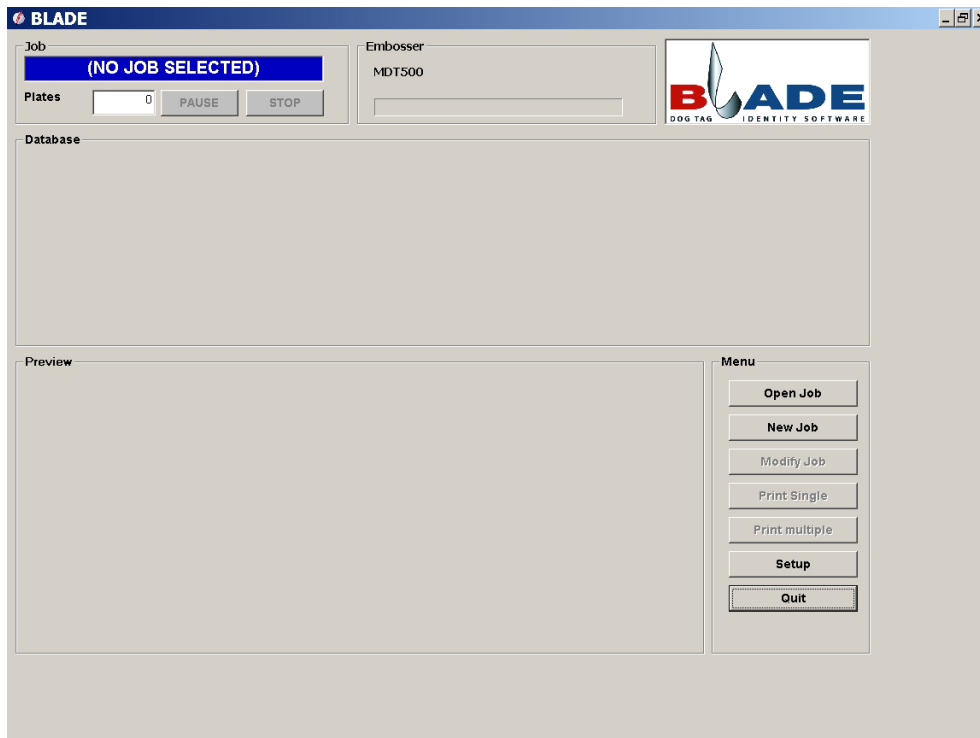 BLADE
Job
(NO JOB SELECTED)
Plates
0
PAUSE
STOP
Embosser
MDT500
BLADE
DOG TAG IDENTITY SOFTWARE
Database
Preview
Menu
Open Job
New Job
Modify Job
Print Single
Print multiple
Setup
Quit